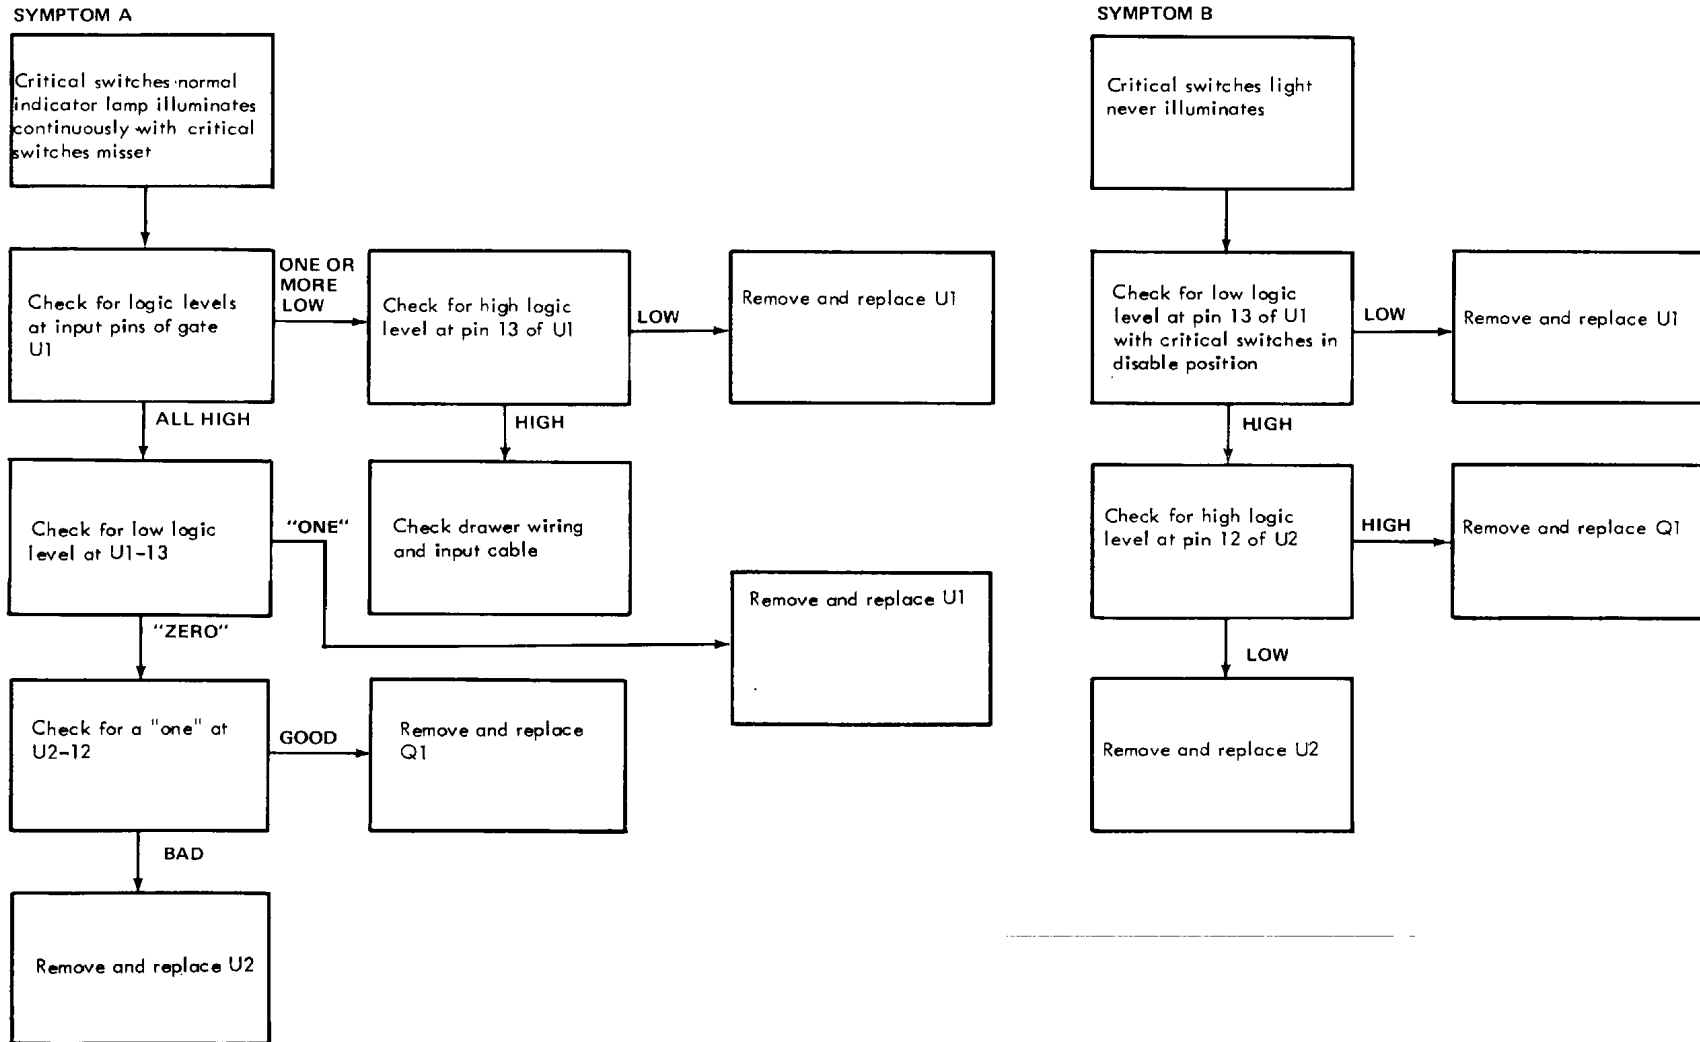 SYMPTOM A
Critical switches normal
indicator lamp illuminates
continuously with critical
switches misset
Check for logic levels
at input pins of gate
U1
ONE OR
MORE
LOW
Check for high logic
level at pin 13 of U1
LOW
Remove and replace U1
ALL HIGH
HIGH
Check for low logic
level at U1-13
"ONE"
Check drawer wiring
and input cable
Remove and replace U1
"ZERO"
Check for a "one" at
U2-12
GOOD
Remove and replace
Q1
BAD
Remove and replace U2
SYMPTOM B
Critical switches light
never illuminates
Check for low logic
level at pin 13 of U1
with critical switches in
disable position
LOW
Remove and replace U1
HIGH
Check for high logic
level at pin 12 of U2
HIGH
Remove and replace Q1
LOW
Remove and replace U2